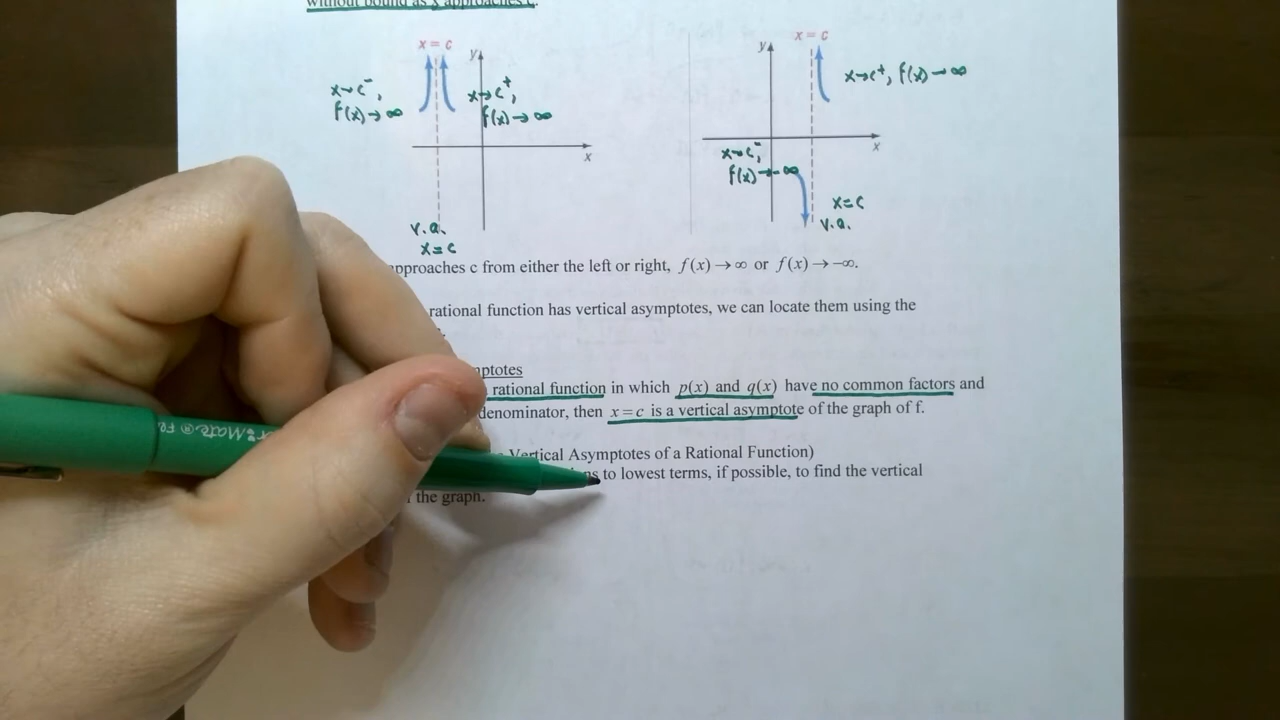 without bound as x approaches c.
x = c
y
x→c⁻,
f(x)→∞
x→c⁺,
f(x)→∞
x
v.a.
x=c
x = c
y
x→c⁺, f(x)→∞
x
x→c⁻,
f(x)→-∞
x=c
v.a.
approaches c from either the left or right, f(x)→∞ or f(x)→−∞.
rational function has vertical asymptotes, we can locate them using the
rational function in which p(x) and q(x) have no common factors and
denominator, then x=c is a vertical asymptote of the graph of f.
Vertical Asymptotes of a Rational Function)
to lowest terms, if possible, to find the vertical
the graph.